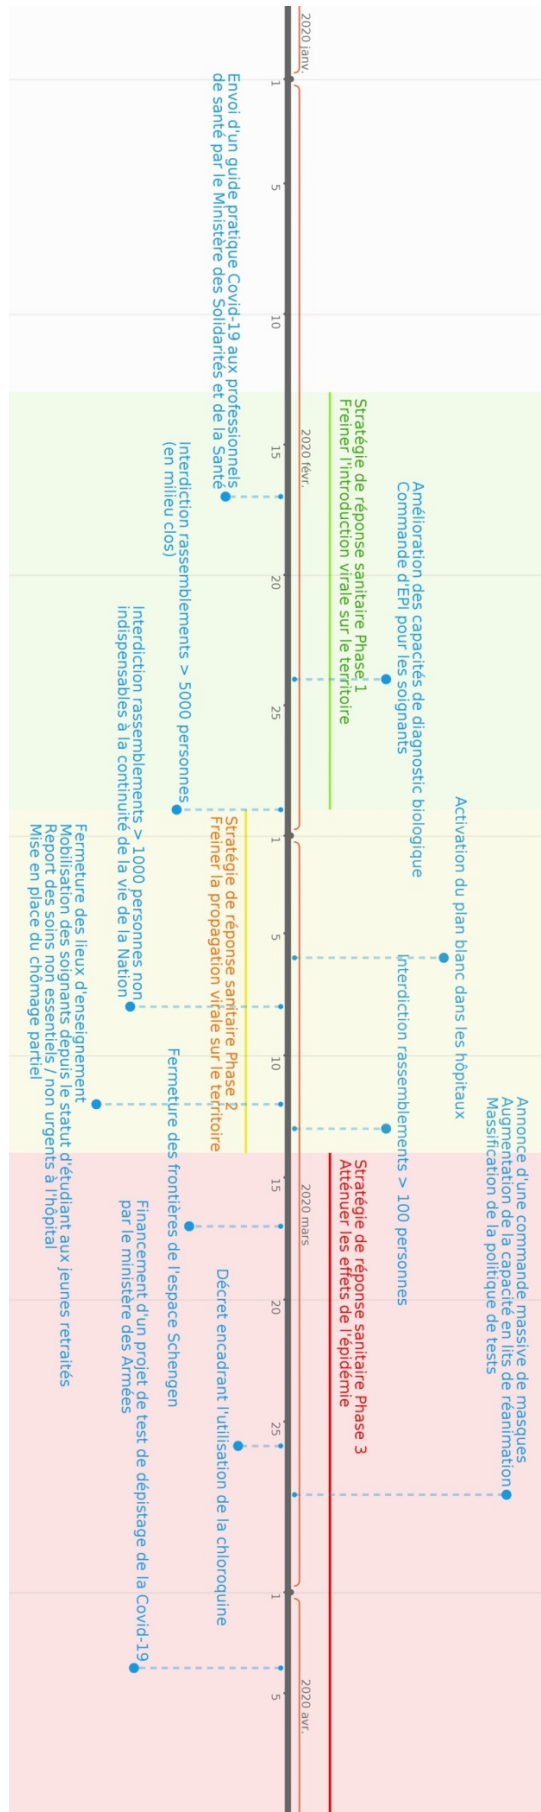 Annonce d'une commande massive de masques
Augmentation de la capacité en lits de réanimation
Massification de la politique de tests
Activation du plan blanc dans les hôpitaux
Amélioration des capacités de diagnostic biologique
Commande d'EPI pour les soignants
Interdiction rassemblements > 100 personnes
Stratégie de réponse sanitaire Phase 1
Freiner l'introduction virale sur le territoire
Stratégie de réponse sanitaire Phase 3
Atténuer les effets de l'épidémie
2020 janv.
2020 févr.
2020 mars
2020 avr.
1
5
10
15
20
25
1
5
10
15
20
25
1
5
Stratégie de réponse sanitaire Phase 2
Freiner la propagation virale sur le territoire
Envoi d'un guide pratique Covid-19 aux professionnels
de santé par le Ministère des Solidarités et de la Santé
Décret encadrant l'utilisation de la chloroquine
Interdiction rassemblements > 5000 personnes
(en milieu clos)
Fermeture des frontières de l'espace Schengen
Interdiction rassemblements > 1000 personnes non
indispensables à la continuité de la vie de la Nation
Financement d'un projet de test de dépistage de la Covid-19
par le ministère des Armées
Fermeture des lieux d'enseignement
Mobilisation des soignants depuis le statut d'étudiant aux jeunes retraités
Report des soins non essentiels / non urgents à l'hôpital
Mise en place du chômage partiel